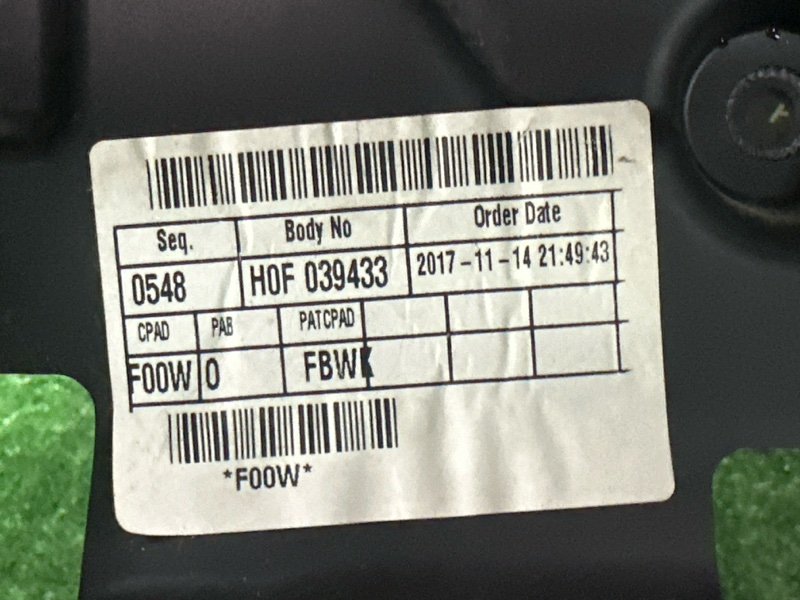 Seq. Body No Order Date
0548 H0F 039433 2017-11-14 21:49:43
CPAD PAB PATCPAD
F00W 0 FBWK
*F00W*